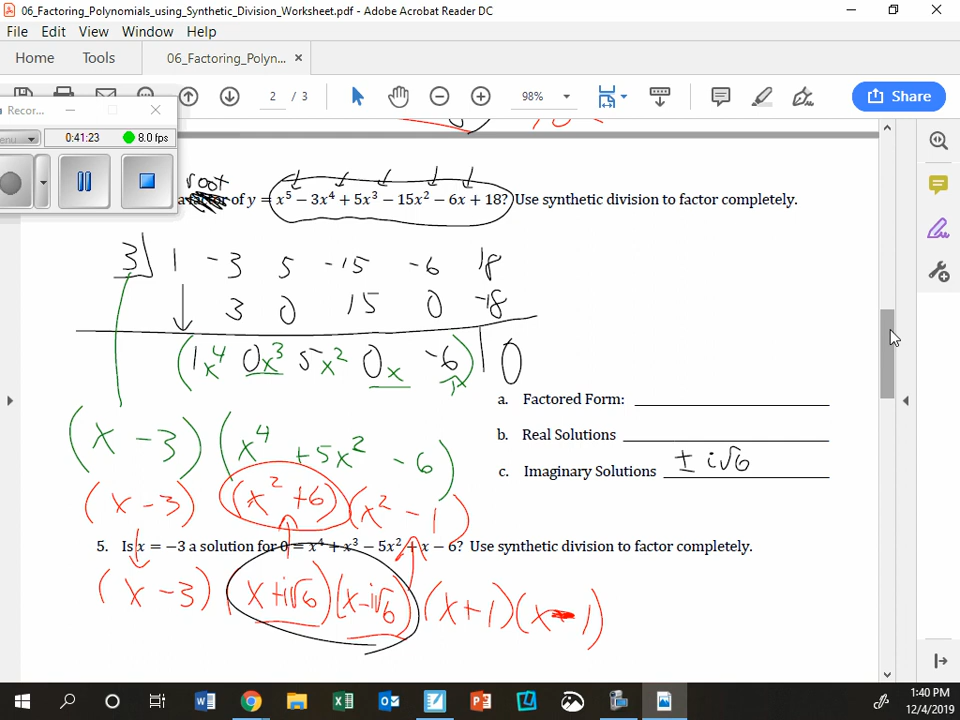 06_Factoring_Polynomials_using_Synthetic_Division_Worksheet.pdf - Adobe Acrobat Reader DC
File Edit View Window Help
Home Tools 06_Factoring_Polyn... ×
2 / 3 98% Share
Recor...
enu
0:41:23 8.0 fps
root
a factor of y = x⁵ − 3x⁴ + 5x³ − 15x² − 6x + 18? Use synthetic division to factor completely.
3 1 -3 5 -15 -6 18
3 0 15 0 -18
(1x⁴ 0x³ 5x² 0x -6) 0
a. Factored Form:
(x - 3) (x⁴ + 5x² - 6)
b. Real Solutions
c. Imaginary Solutions ± i√6
(x - 3) (x² + 6) (x² - 1)
5. Is x = −3 a solution for 0 = x⁴ + x³ − 5x² + x − 6? Use synthetic division to factor completely.
(x - 3) (x + i√6) (x - i√6) (x + 1) (x - 1)
1:40 PM
12/4/2019